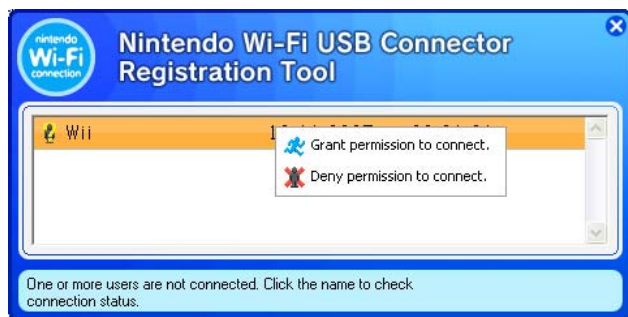 Nintendo
Wi-Fi
connection
Nintendo Wi-Fi USB Connector
Registration Tool
Wii
Grant permission to connect.
Deny permission to connect.
One or more users are not connected. Click the name to check
connection status.